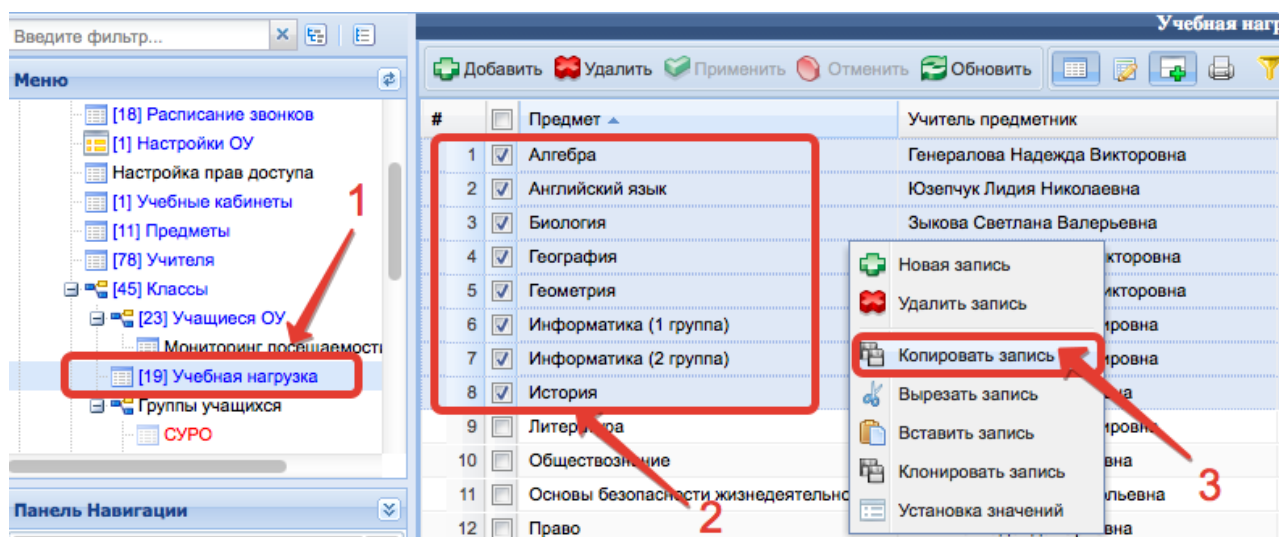 Введите фильтр...
Меню
[18] Расписание звонков
[1] Настройки ОУ
Настройка прав доступа
[1] Учебные кабинеты
[11] Предметы
[78] Учителя
[45] Классы
[23] Учащиеся ОУ
Мониторинг посещаемости
[19] Учебная нагрузка
Группы учащихся
СУРО
Панель Навигации
1
Учебная нагр
Добавить Удалить Применить Отменить Обновить
# Предмет Учитель предметник
1 Алгебра Генералова Надежда Викторовна
2 Английский язык Юзепчук Лидия Николаевна
3 Биология Зыкова Светлана Валерьевна
4 География кторовна
5 Геометрия икторовна
6 Информатика (1 группа) ировна
7 Информатика (2 группа) ировна
8 История на
9 Литература ировна
10 Обществознание вна
11 Основы безопасности жизнедеятельно льевна
12 Право вна
Новая запись
Удалить запись
Копировать запись
Вырезать запись
Вставить запись
Клонировать запись
Установка значений
2
3